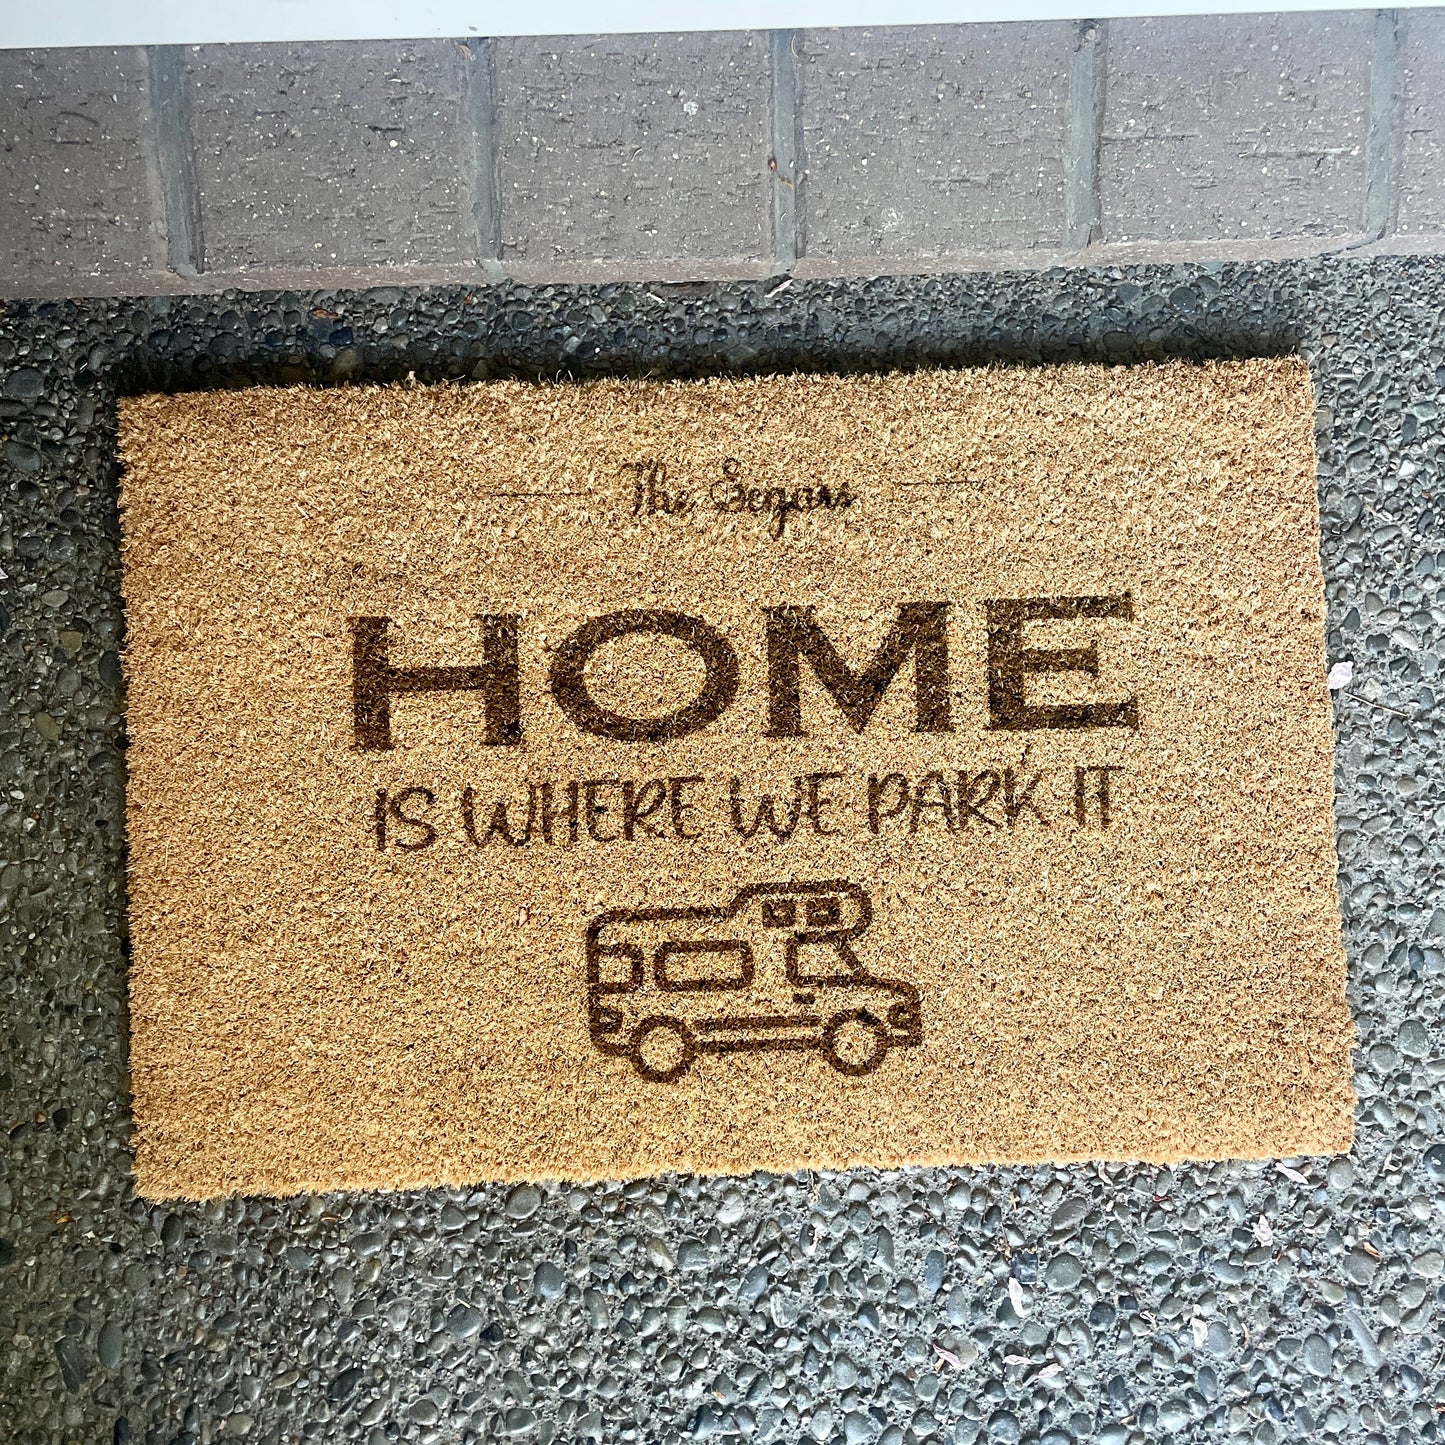 The Segars
HOME
IS WHERE WE PARK IT